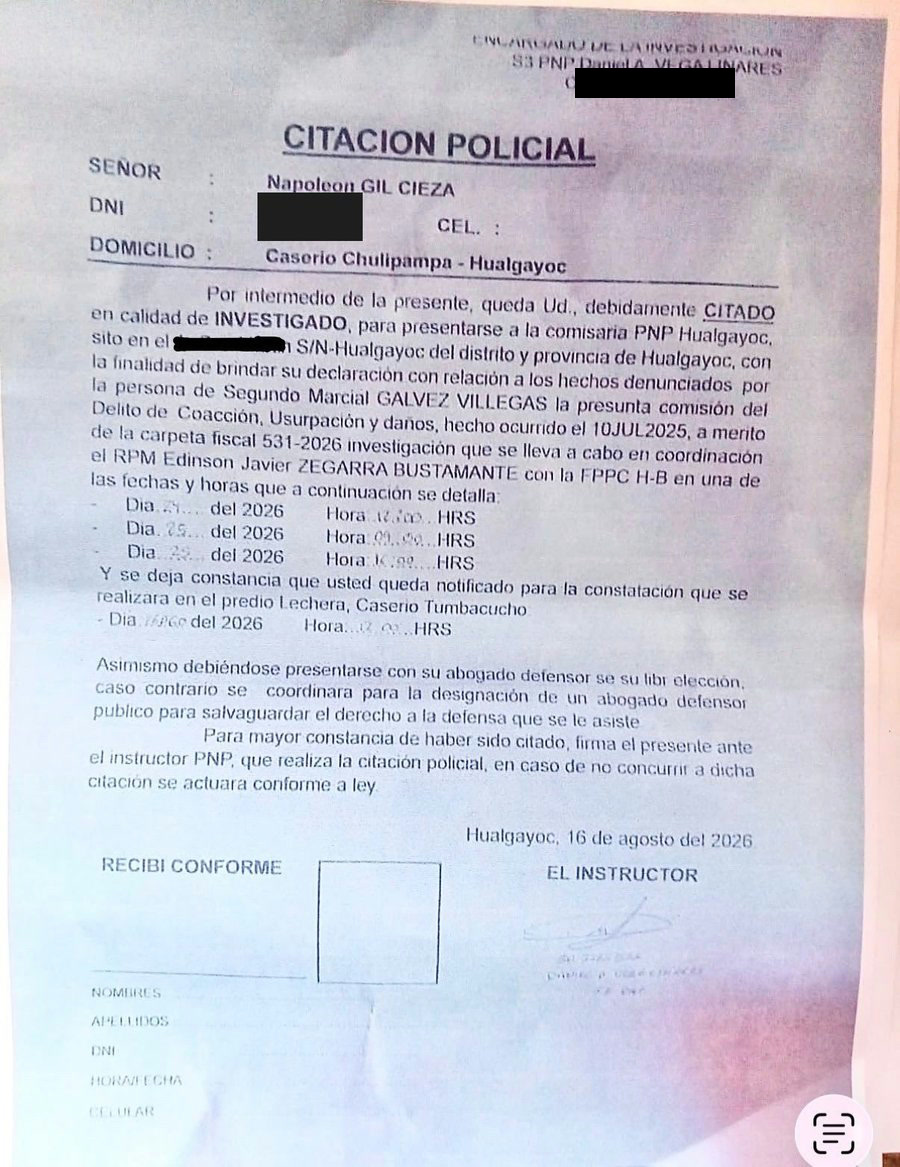 ENCARGADO DE LA INVESTIGACION
S3 PNP Daniel A. VEGA LINARES
C
CITACION POLICIAL
SEÑOR : Napoleon GIL CIEZA
DNI : CEL. :
DOMICILIO : Caserio Chulipampa - Hualgayoc
Por intermedio de la presente, queda Ud., debidamente CITADO
en calidad de INVESTIGADO, para presentarse a la comisaria PNP Hualgayoc,
sito en el S/N-Hualgayoc del distrito y provincia de Hualgayoc, con
la finalidad de brindar su declaración con relación a los hechos denunciados por
la persona de Segundo Marcial GALVEZ VILLEGAS la presunta comisión del
Delito de Coacción, Usurpación y daños, hecho ocurrido el 10JUL2025, a merito
de la carpeta fiscal 531-2026 investigación que se lleva a cabo en coordinación
el RPM Edinson Javier ZEGARRA BUSTAMANTE con la FPPC H-B en una de
las fechas y horas que a continuación se detalla:
- Dia. del 2026 Hora HRS
- Dia. 25 del 2026 Hora HRS
- Dia. del 2026 Hora HRS
Y se deja constancia que usted queda notificado para la constatación que se
realizara en el predio Lechera, Caserio Tumbacucho
- Dia. del 2026 Hora HRS
Asimismo debiéndose presentarse con su abogado defensor se su libr elección,
caso contrario se coordinara para la designación de un abogado defensor
publico para salvaguardar el derecho a la defensa que se le asiste
Para mayor constancia de haber sido citado, firma el presente ante
el instructor PNP, que realiza la citación policial, en caso de no concurrir a dicha
citación se actuara conforme a ley
Hualgayoc, 16 de agosto del 2026
RECIBI CONFORME
EL INSTRUCTOR
NOMBRES
APELLIDOS
DNI
HORA/FECHA
CELULAR